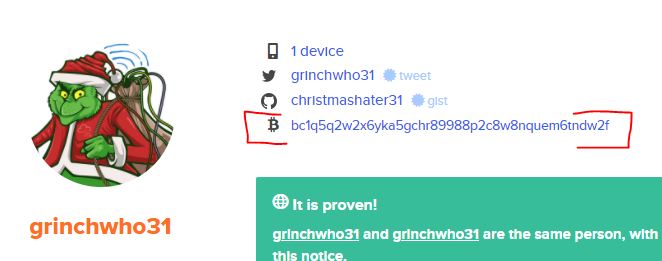 1 device
grinchwho31 tweet
christmashater31 gist
bc1q5q2w2x6yka5gchr89988p2c8w8nquem6tndw2f
It is proven!
grinchwho31 and grinchwho31 are the same person, with
this notice.
grinchwho31